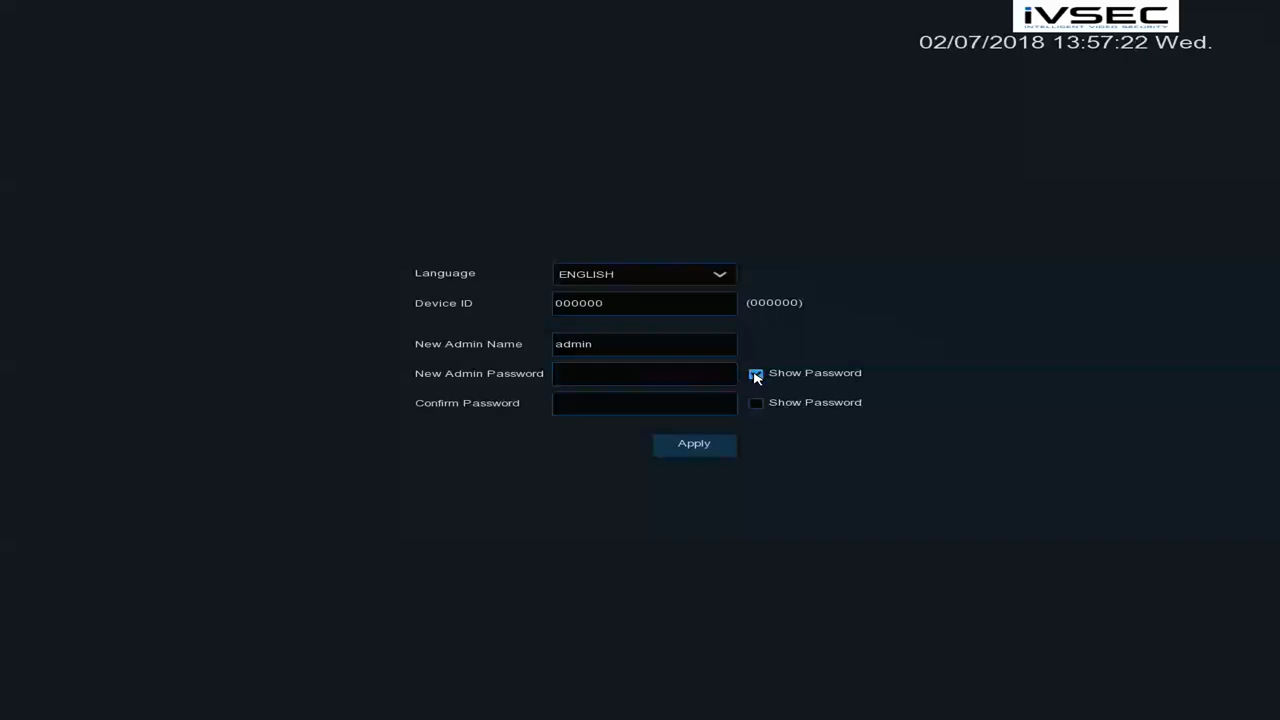 iVSEC
INTELLIGENT VIDEO SECURITY
02/07/2018 13:57:22 Wed.
Language ENGLISH
Device ID 000000 (000000)
New Admin Name admin
New Admin Password Show Password
Confirm Password Show Password
Apply